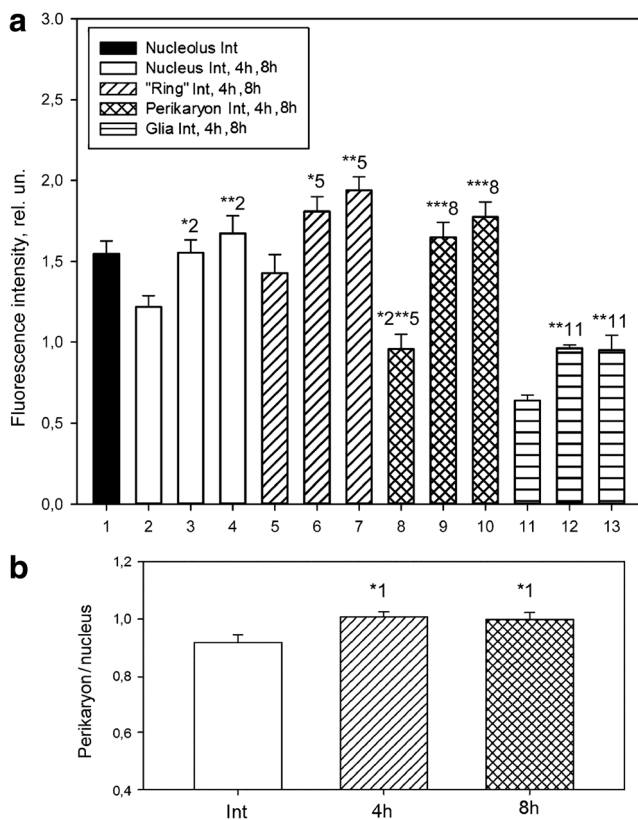 a
Fluorescence intensity, rel. un.
3.0
2,5
2.0
1,5
1,0
0,5
0,0
Nucleolus Int
Nucleus Int, 4h,8h
"Ring" Int, 4h,8h
Perikaryon Int, 4h,8h
Glia Int, 4h,8h
*2
**2
*5
**5
*2**5
***8
***8
**11
**11
1 2 3 4 5 6 7 8 9 10 11 12 13
b
Perikaryon/nucleus
1,2
1,0
0,8
0,6
0,4
*1
*1
Int 4h 8h